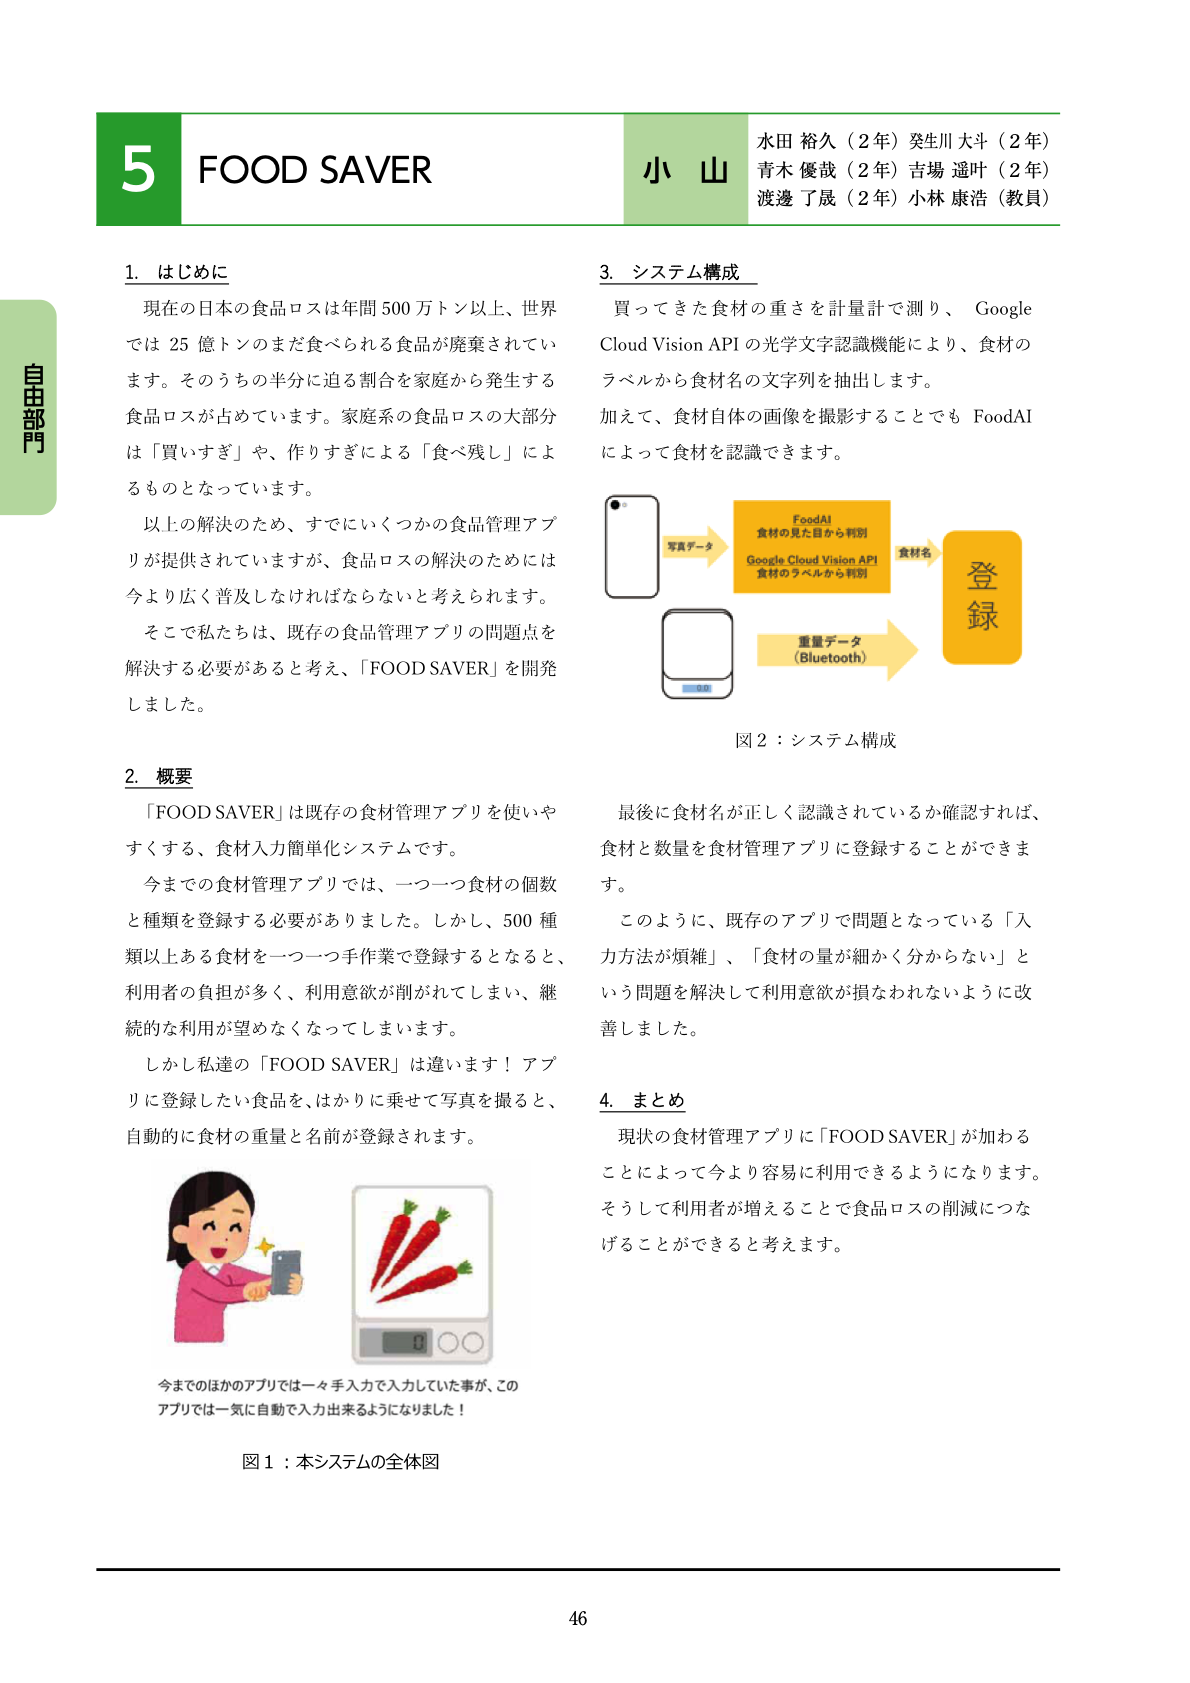 5
FOOD SAVER
小 山
水田 裕久（２年）癸生川 大斗（２年）
青木 優哉（２年）吉場 遥叶（２年）
渡邊 了晟（２年）小林 康浩（教員）
自由部門
1. はじめに
現在の日本の食品ロスは年間 500 万トン以上、世界
では 25 億トンのまだ食べられる食品が廃棄されてい
ます。そのうちの半分に迫る割合を家庭から発生する
食品ロスが占めています。家庭系の食品ロスの大部分
は「買いすぎ」や、作りすぎによる「食べ残し」によ
るものとなっています。
以上の解決のため、すでにいくつかの食品管理アプ
リが提供されていますが、食品ロスの解決のためには
今より広く普及しなければならないと考えられます。
そこで私たちは、既存の食品管理アプリの問題点を
解決する必要があると考え、「FOOD SAVER」を開発
しました。
2. 概要
「FOOD SAVER」は既存の食材管理アプリを使いや
すくする、食材入力簡単化システムです。
今までの食材管理アプリでは、一つ一つ食材の個数
と種類を登録する必要がありました。しかし、500 種
類以上ある食材を一つ一つ手作業で登録するとなると、
利用者の負担が多く、利用意欲が削がれてしまい、継
続的な利用が望めなくなってしまいます。
しかし私達の「FOOD SAVER」は違います！アプ
リに登録したい食品を、はかりに乗せて写真を撮ると、
自動的に食材の重量と名前が登録されます。
0
今までのほかのアプリでは一々手入力で入力していた事が、この
アプリでは一気に自動で入力出来るようになりました！
図１：本システムの全体図
3. システム構成
買ってきた食材の重さを計量計で測り、 Google
Cloud Vision API の光学文字認識機能により、食材の
ラベルから食材名の文字列を抽出します。
加えて、食材自体の画像を撮影することでも FoodAI
によって食材を認識できます。
写真データ
FoodAI
食材の見た目から判別
Google Cloud Vision API
食材のラベルから判別
食材名
登録
重量データ
（Bluetooth）
0.0
図２：システム構成
最後に食材名が正しく認識されているか確認すれば、
食材と数量を食材管理アプリに登録することができま
す。
このように、既存のアプリで問題となっている「入
力方法が煩雑」、「食材の量が細かく分からない」と
いう問題を解決して利用意欲が損なわれないように改
善しました。
4. まとめ
現状の食材管理アプリに「FOOD SAVER」が加わる
ことによって今より容易に利用できるようになります。
そうして利用者が増えることで食品ロスの削減につな
げることができると考えます。
46